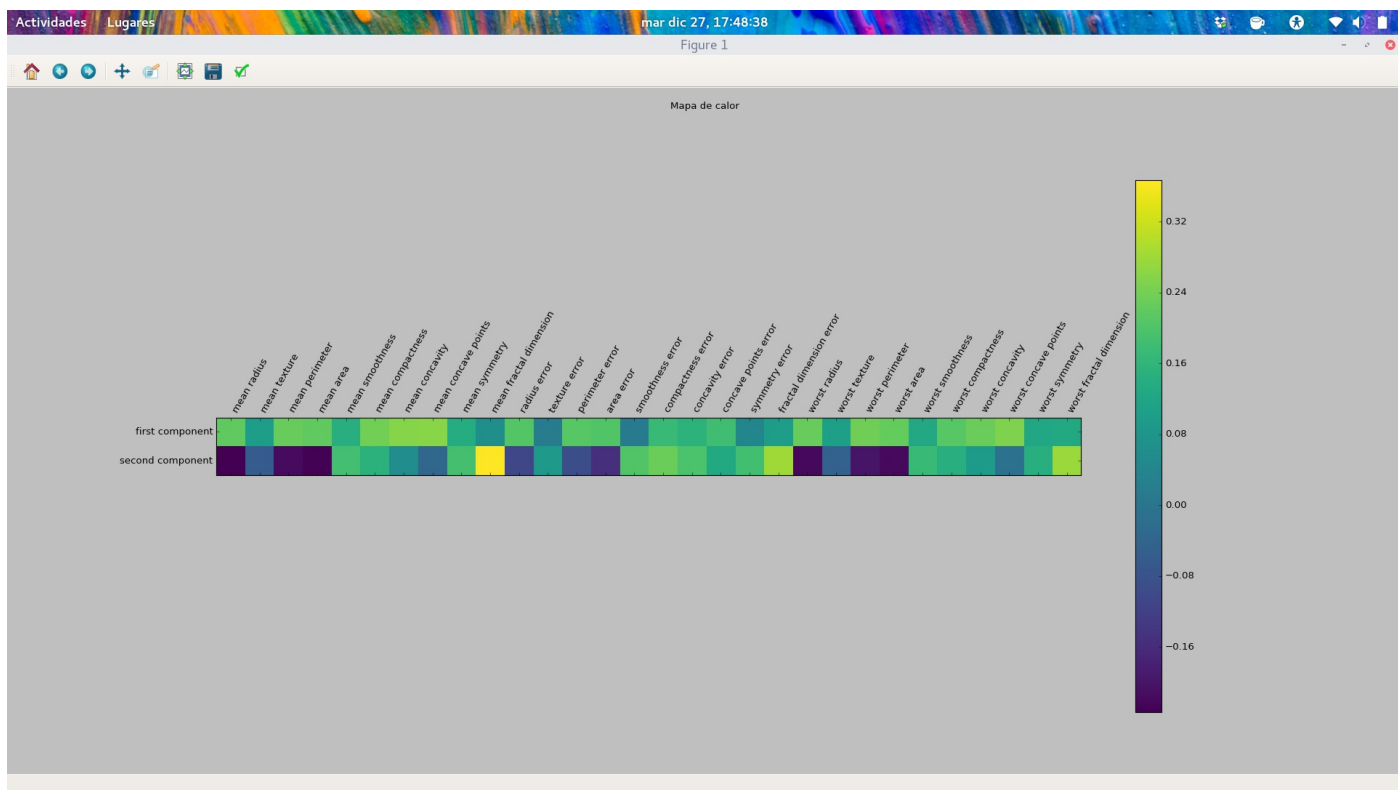 Actividades Lugares mar dic 27, 17:48:38
Figure 1
Mapa de calor
mean radius
mean texture
mean perimeter
mean area
mean smoothness
mean compactness
mean concavity
mean concave points
mean symmetry
mean fractal dimension
radius error
texture error
perimeter error
area error
smoothness error
compactness error
concavity error
concave points error
symmetry error
fractal dimension error
worst radius
worst texture
worst perimeter
worst area
worst smoothness
worst compactness
worst concavity
worst concave points
worst symmetry
worst fractal dimension
first component
second component
0.32
0.24
0.16
0.08
0.00
−0.08
−0.16